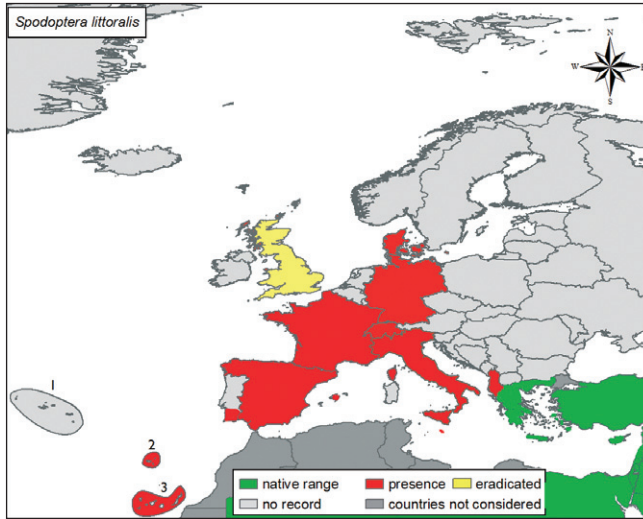 Spodoptera littoralis
N
W
S
1
2
3
native range presence eradicated
no record countries not considered